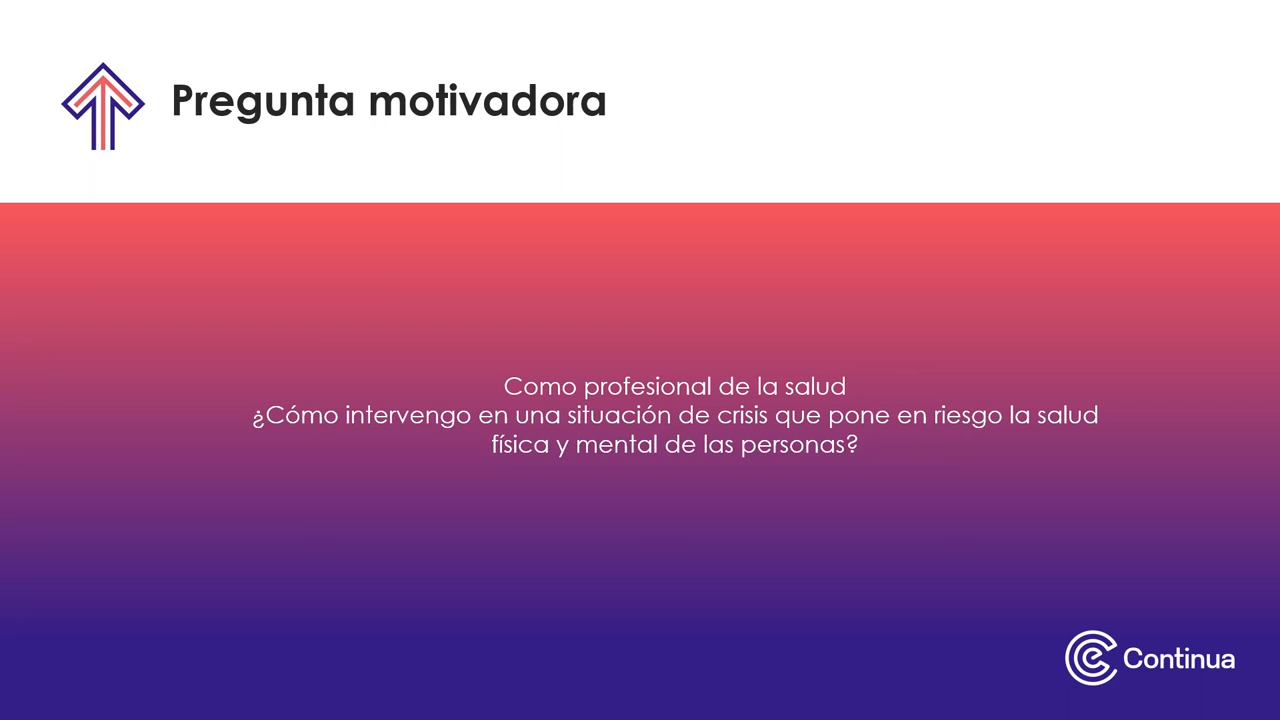 Pregunta motivadora
Como profesional de la salud
¿Cómo intervengo en una situación de crisis que pone en riesgo la salud
física y mental de las personas?
Continua